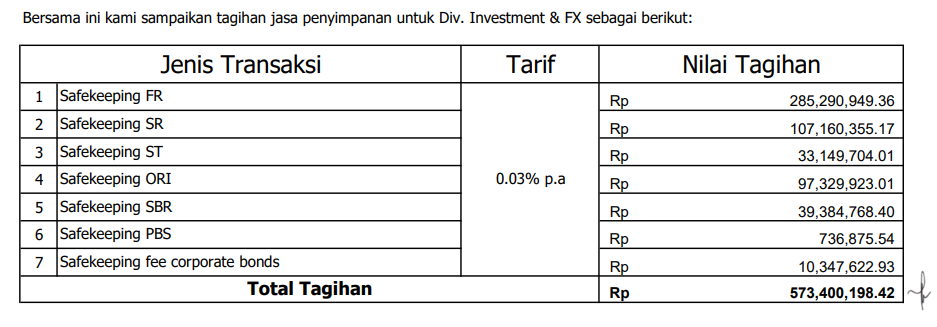 Bersama ini kami sampaikan tagihan jasa penyimpanan untuk Div. Investment & FX sebagai berikut:
Jenis Transaksi Tarif Nilai Tagihan
1 Safekeeping FR Rp 285,290,949.36
2 Safekeeping SR Rp 107,160,355.17
3 Safekeeping ST Rp 33,149,704.01
4 Safekeeping ORI 0.03% p.a Rp 97,329,923.01
5 Safekeeping SBR Rp 39,384,768.40
6 Safekeeping PBS Rp 736,875.54
7 Safekeeping fee corporate bonds Rp 10,347,622.93
Total Tagihan Rp 573,400,198.42